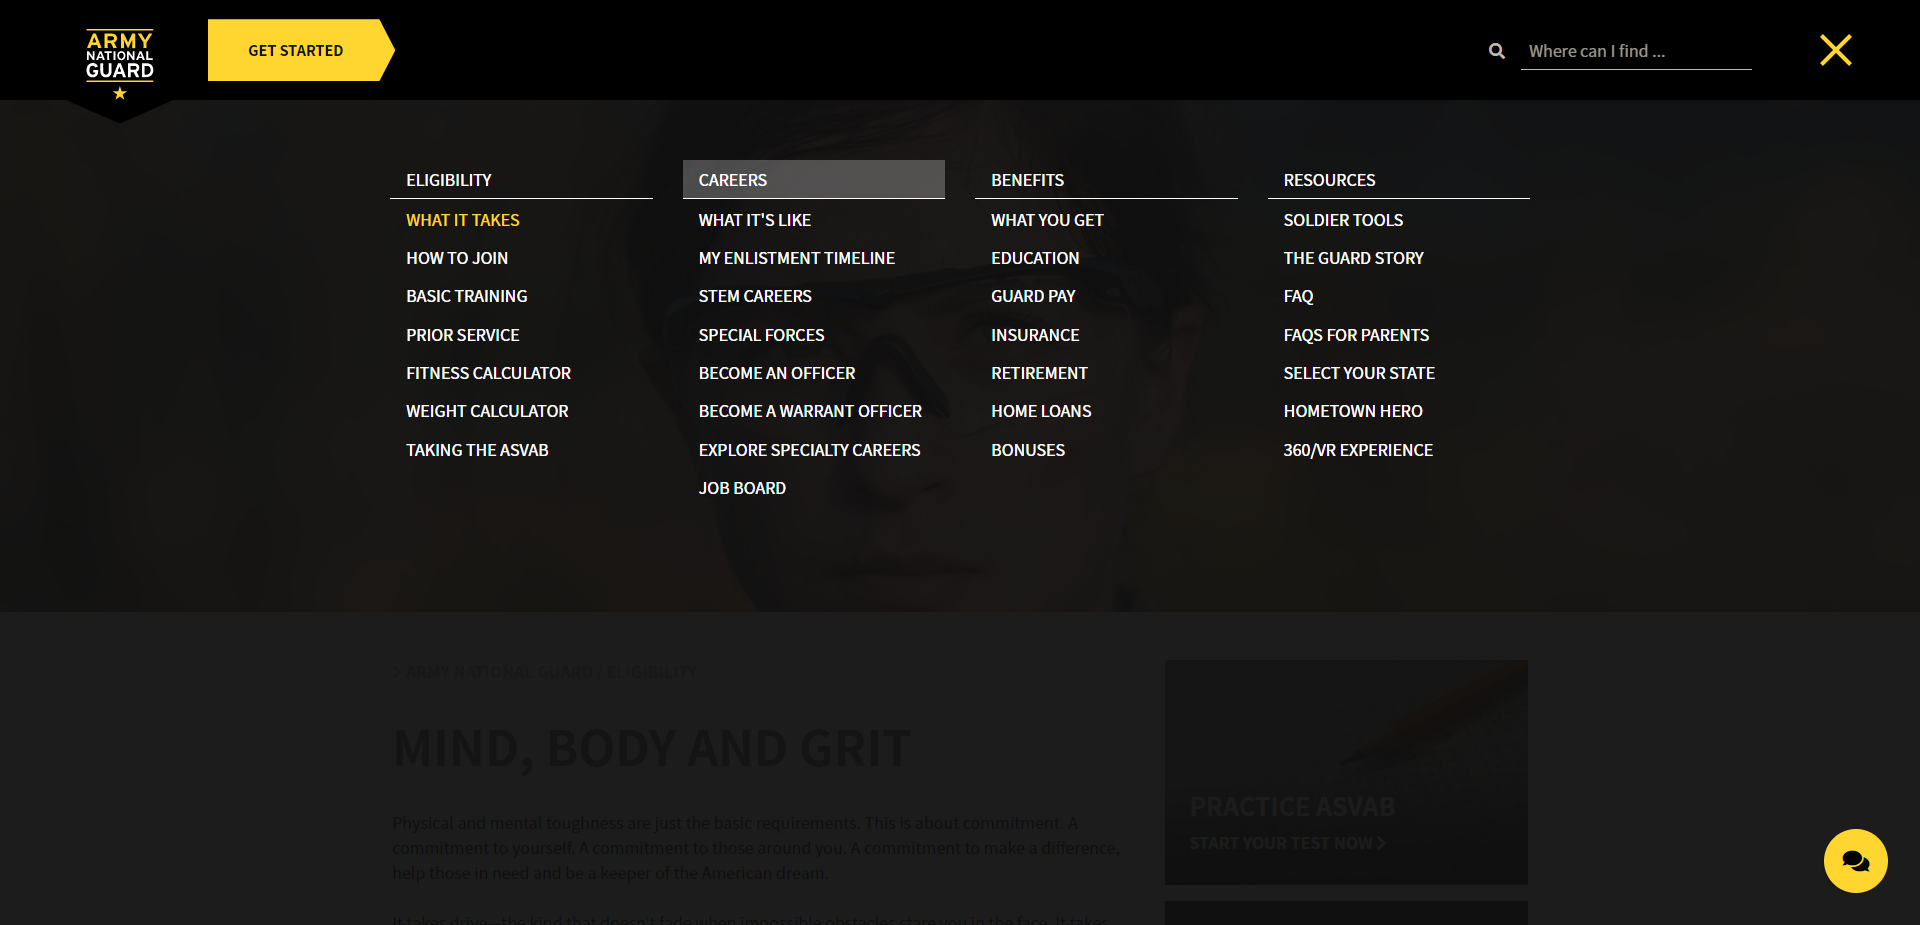 ARMY
NATIONAL
GUARD
GET STARTED
Where can I find ...
ELIGIBILITY
WHAT IT TAKES
HOW TO JOIN
BASIC TRAINING
PRIOR SERVICE
FITNESS CALCULATOR
WEIGHT CALCULATOR
TAKING THE ASVAB
CAREERS
WHAT IT'S LIKE
MY ENLISTMENT TIMELINE
STEM CAREERS
SPECIAL FORCES
BECOME AN OFFICER
BECOME A WARRANT OFFICER
EXPLORE SPECIALTY CAREERS
JOB BOARD
BENEFITS
WHAT YOU GET
EDUCATION
GUARD PAY
INSURANCE
RETIREMENT
HOME LOANS
BONUSES
RESOURCES
SOLDIER TOOLS
THE GUARD STORY
FAQ
FAQS FOR PARENTS
SELECT YOUR STATE
HOMETOWN HERO
360/VR EXPERIENCE
> ARMY NATIONAL GUARD / ELIGIBILITY
MIND, BODY AND GRIT
Physical and mental toughness are just the basic requirements. This is about commitment. A
commitment to yourself. A commitment to those around you. A commitment to make a difference,
help those in need and be a keeper of the American dream.
It takes drive—the kind that doesn't fade when impossible obstacles stare you in the face. It takes
PRACTICE ASVAB
START YOUR TEST NOW >